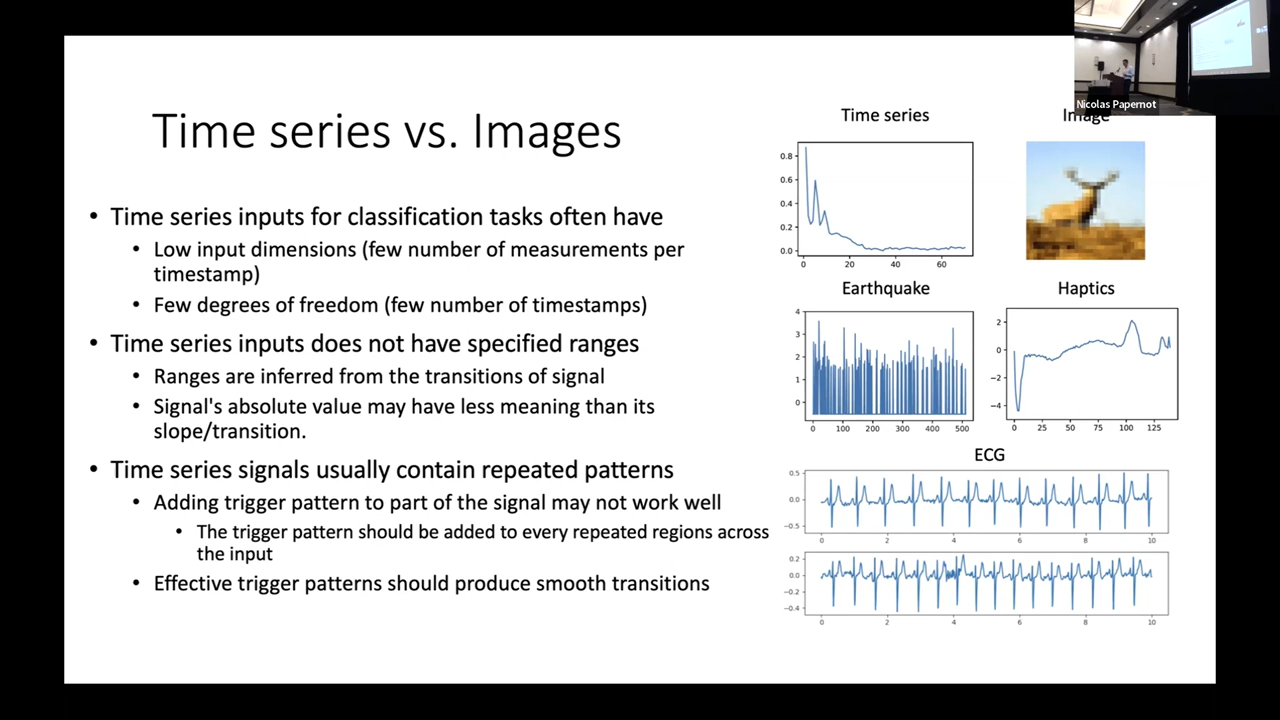 Nicolas Papernot
Time series vs. Images
• Time series inputs for classification tasks often have
• Low input dimensions (few number of measurements per
timestamp)
• Few degrees of freedom (few number of timestamps)
• Time series inputs does not have specified ranges
• Ranges are inferred from the transitions of signal
• Signal's absolute value may have less meaning than its
slope/transition.
• Time series signals usually contain repeated patterns
• Adding trigger pattern to part of the signal may not work well
• The trigger pattern should be added to every repeated regions across
the input
• Effective trigger patterns should produce smooth transitions
Time series
0.8
0.6
0.4
0.2
0.0
0 20 40 60
Image
Earthquake
4
3
2
1
0
0 100 200 300 400 500
Haptics
2
0
−2
−4
0 25 50 75 100 125
ECG
0.5
0.0
−0.5
0 2 4 6 8 10
0.2
0.0
−0.2
−0.4
0 2 4 6 8 10